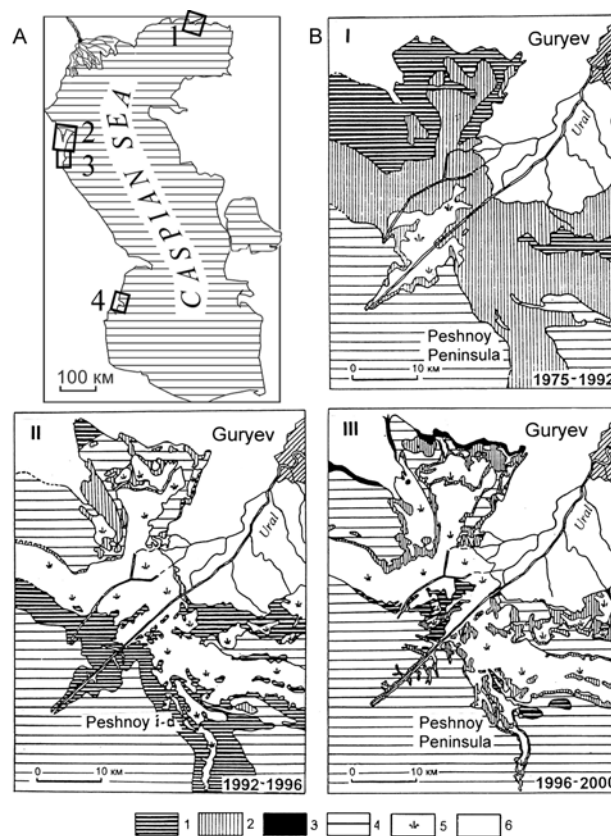 A
1
2
3
4
CASPIAN SEA
100 км
B
I
Guryev
Ural
Peshnoy
Peninsula
0 10 км
1975-1992
II
Guryev
Ural
Peshnoy i-d
0 10 км
1992-1996
III
Guryev
Ural
Peshnoy
Peninsula
0 10 км
1996-2000
1 2 3 4 5 6